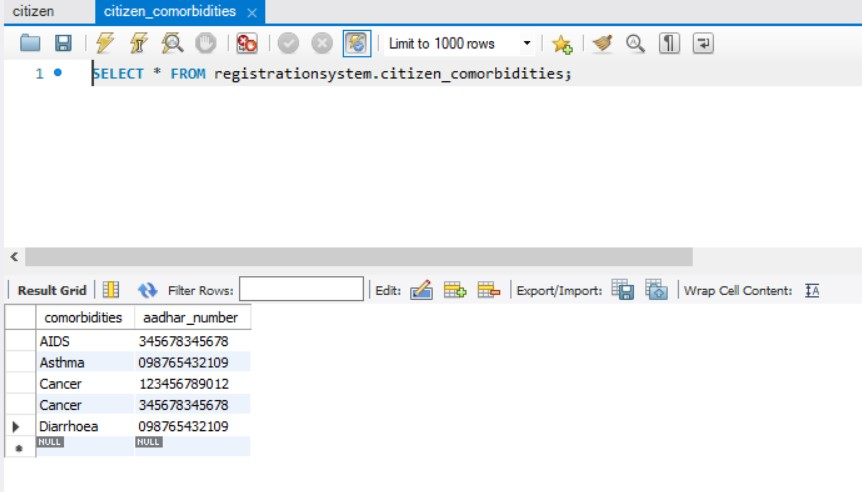 citizen citizen_comorbidities
Limit to 1000 rows
1 SELECT * FROM registrationsystem.citizen_comorbidities;
Result Grid Filter Rows: Edit: Export/Import: Wrap Cell Content:
comorbidities aadhar_number
AIDS 345678345678
Asthma 098765432109
Cancer 123456789012
Cancer 345678345678
Diarrhoea 098765432109
NULL NULL